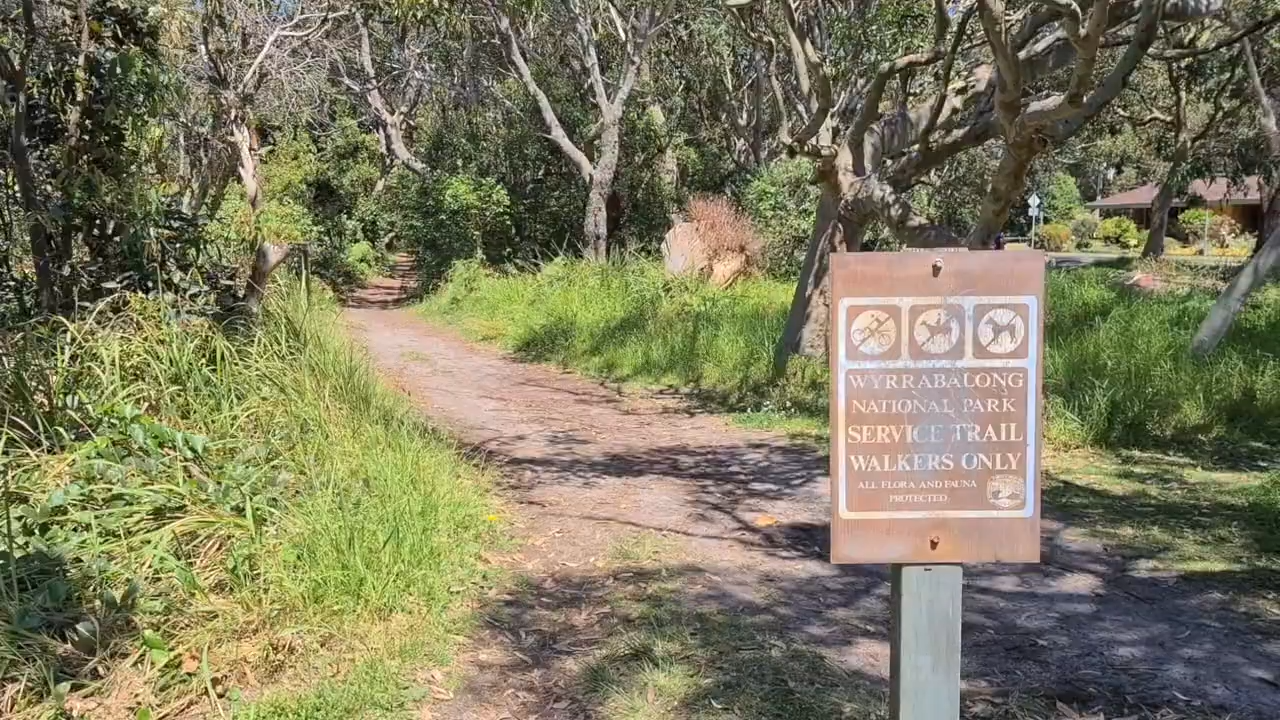 WYRRABALONG
NATIONAL PARK
SERVICE TRAIL
WALKERS ONLY
ALL FLORA AND FAUNA
PROTECTED